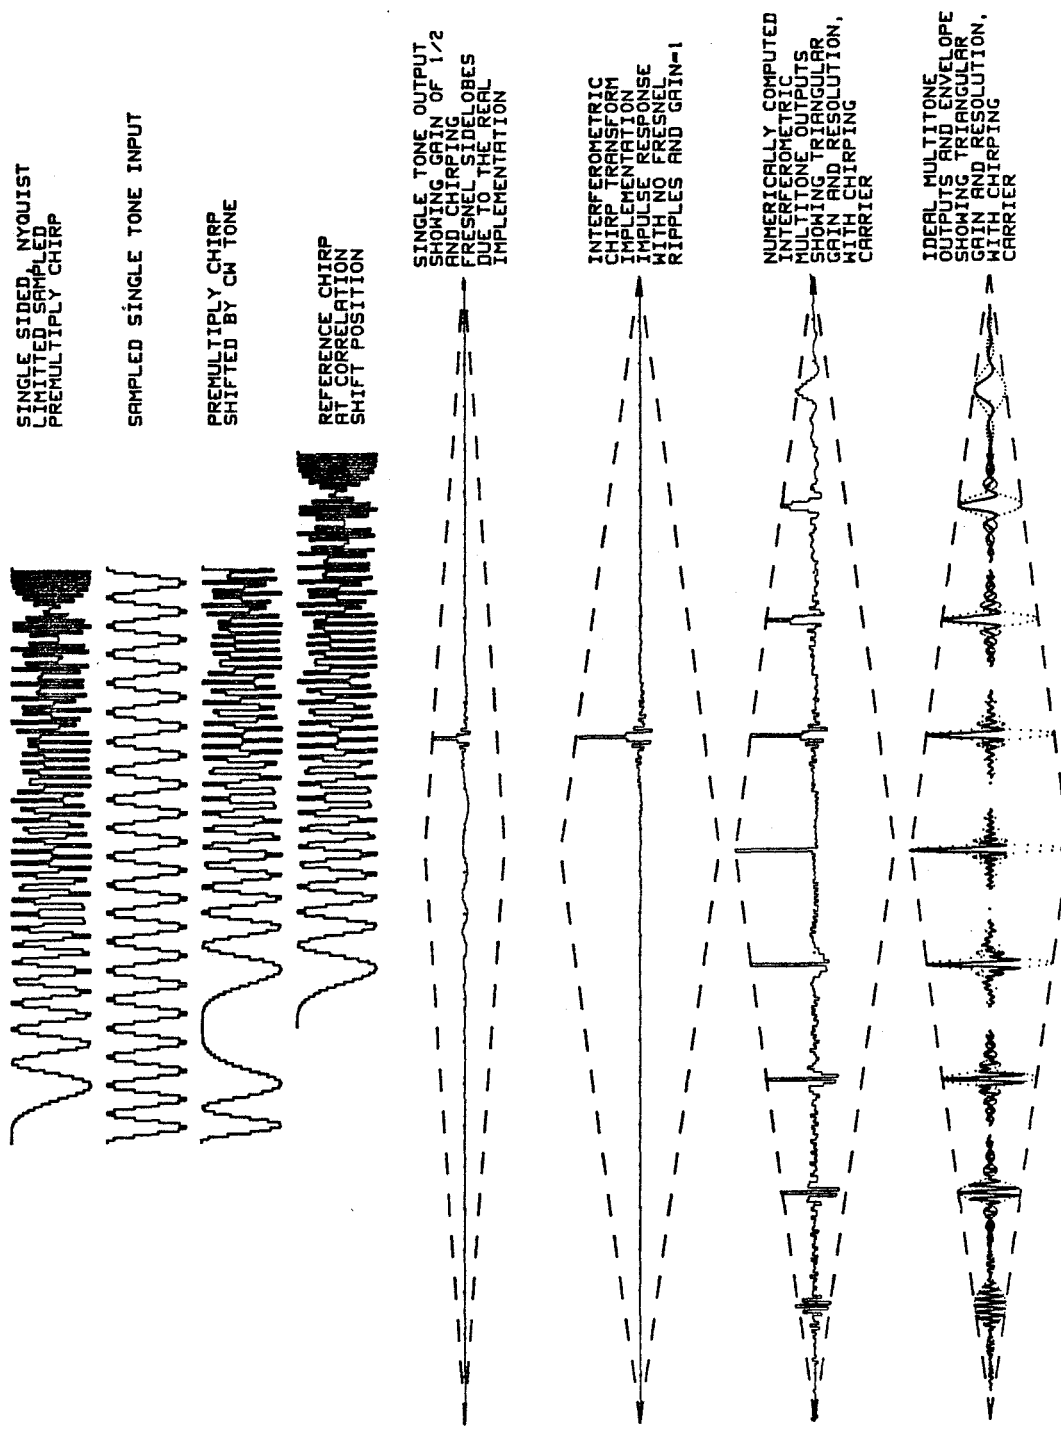 SINGLE SIDED, NYQUIST
LIMITTED SAMPLED
PREMULTIPLY CHIRP
SAMPLED SINGLE TONE INPUT
PREMULTIPLY CHIRP
SHIFTED BY CW TONE
REFERENCE CHIRP
AT CORRELATION
SHIFT POSITION
SINGLE TONE OUTPUT
SHOWING GAIN OF 1/2
AND CHIRPING
FRESNEL SIDELOBES
DUE TO THE REAL
IMPLEMENTATION
INTERFEROMETRIC
CHIRP TRANSFORM
IMPLEMENTATION
IMPULSE RESPONSE
WITH NO FRESNEL
RIPPLES AND GAIN=1
NUMERICALLY COMPUTED
INTERFEROMETRIC
MULTITONE OUTPUTS
SHOWING TRIANGULAR
GAIN AND RESOLUTION,
WITH CHIRPING
CARRIER
IDEAL MULTITONE
OUTPUTS AND ENVELOPE
SHOWING TRIANGULAR
GAIN AND RESOLUTION,
WITH CHIRPING
CARRIER